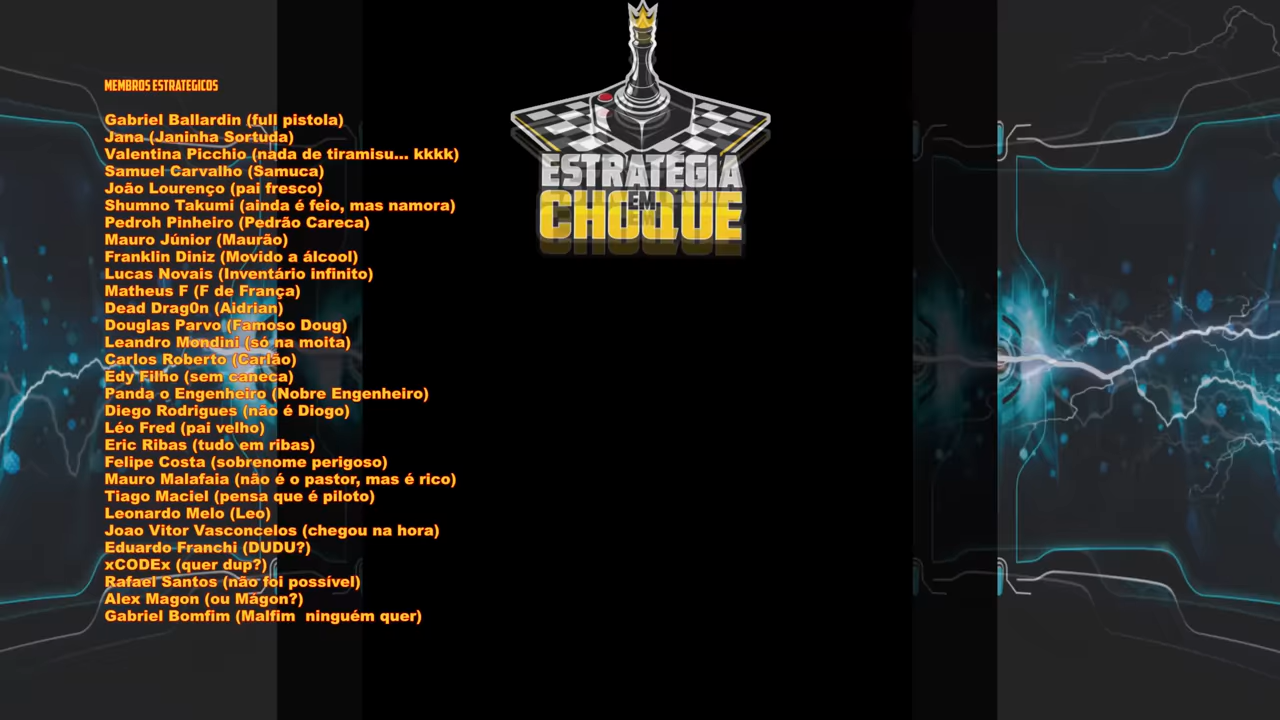 MEMBROS ESTRATEGICOS
Gabriel Ballardin (full pistola)
Jana (Janinha Sortuda)
Valentina Picchio (nada de tiramisu... kkkk)
Samuel Carvalho (Samuca)
João Lourenço (pai fresco)
Shumno Takumi (ainda é feio, mas namora)
Pedroh Pinheiro (Pedrão Careca)
Mauro Júnior (Maurão)
Franklin Diniz (Movido a álcool)
Lucas Novais (Inventário infinito)
Matheus F (F de França)
Dead Drag0n (Aidrian)
Douglas Parvo (Famoso Doug)
Leandro Mondini (só na moita)
Carlos Roberto (Carlão)
Edy Filho (sem caneca)
Panda o Engenheiro (Nobre Engenheiro)
Diego Rodrigues (não é Diogo)
Léo Fred (pai velho)
Eric Ribas (tudo em ribas)
Felipe Costa (sobrenome perigoso)
Mauro Malafaia (não é o pastor, mas é rico)
Tiago Maciel (pensa que é piloto)
Leonardo Melo (Leo)
Joao Vitor Vasconcelos (chegou na hora)
Eduardo Franchi (DUDU?)
xCODEx (quer dup?)
Rafael Santos (não foi possível)
Alex Magon (ou Mágon?)
Gabriel Bomfim (Malfim  ninguém quer)
ESTRATÉGIA
EM
CHOQUE